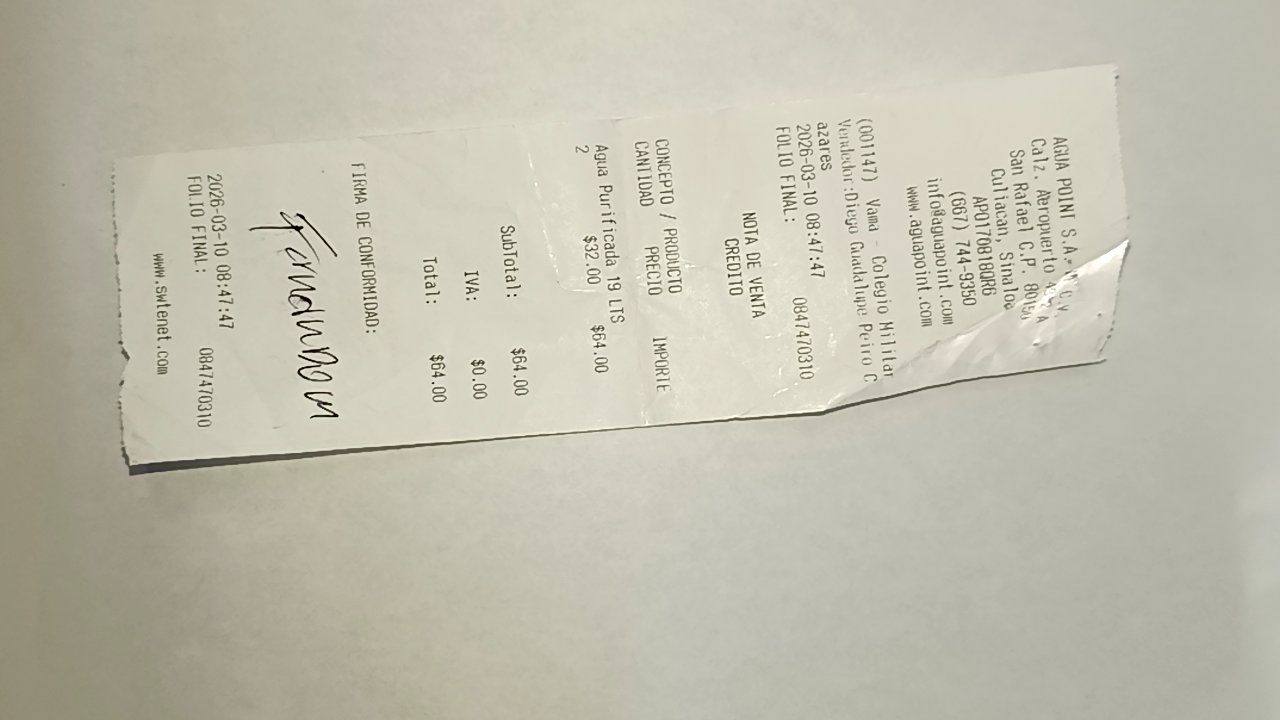 AGUA POINT S.A. C.V.
Calz. Aeropuerto A
San Rafael C.P.
Culiacan, Sinaloa
APO170618QR6
(667) 744-9350
info@aguapoint.com
www.aguapoint.com
(001147) Vama - Colegio Militar
Vendedor:Diego Guadalupe Peiro C
azares
2026-03-10 08:47:47
FOLIO FINAL: 0847470310
NOTA DE VENTA
CREDITO
CONCEPTO / PRODUCTO
CANTIDAD PRECIO IMPORTE
Agua Purificada 19 LTS
2 $32.00 $64.00
SubTotal: $64.00
IVA: $0.00
Total: $64.00
FIRMA DE CONFORMIDAD:
2026-03-10 08:47:47
FOLIO FINAL: 0847470310
www.swtenet.com